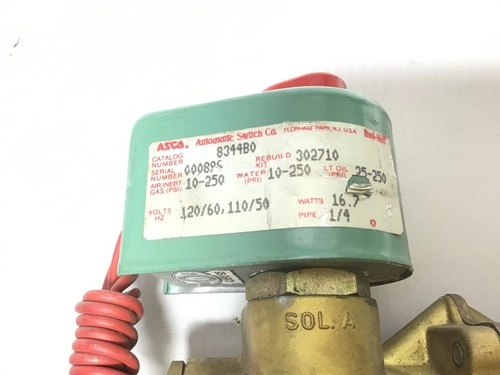 ASCO. Automatic Switch Co. FLORHAM PARK, N.J. U.S.A. Red-Hat
CATALOG NUMBER 8344B0
SERIAL NUMBER 0008PS REBUILD KIT 302710
AIR, INERT GAS (PSI) 10-250 WATER (PSI) 10-250 LT OIL (PSI) 25-250
VOLTS HZ 120/60, 110/50 WATTS 16.7
PIPE 1/4
SOL. A